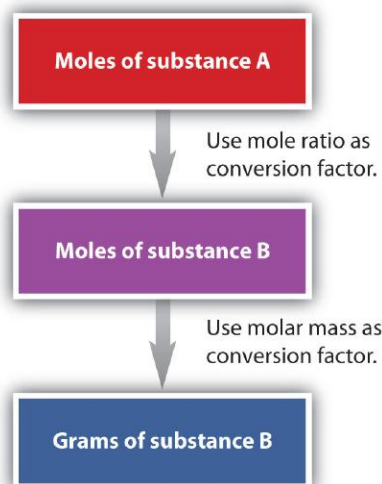 Moles of substance A
Use mole ratio as
conversion factor.
Moles of substance B
Use molar mass as
conversion factor.
Grams of substance B